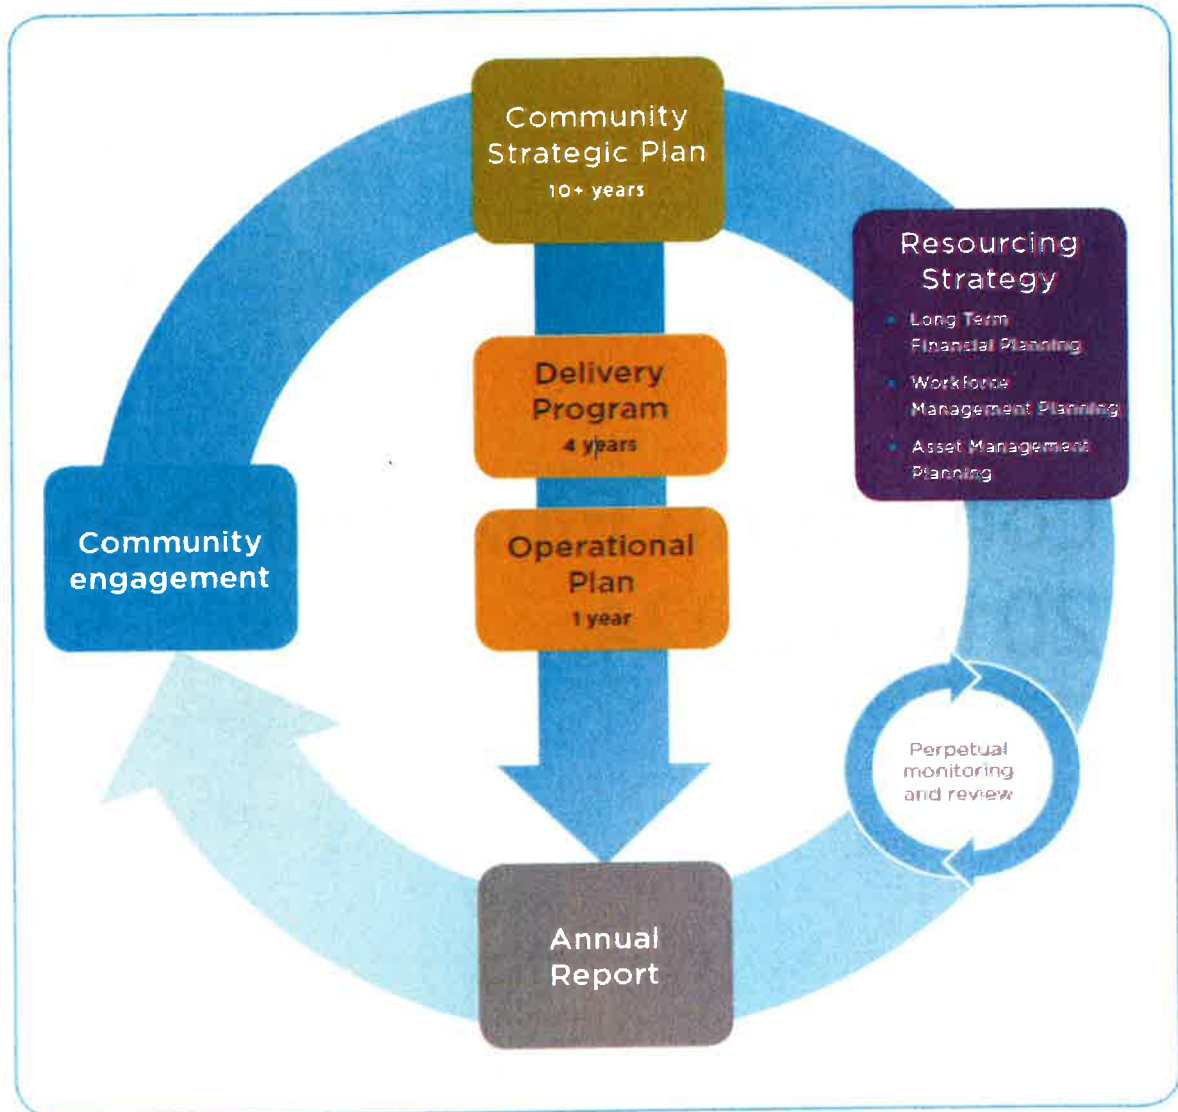 Community
Strategic Plan
10+ years
Resourcing
Strategy
• Long Term
Financial Planning
• Workforce
Management Planning
• Asset Management
Planning
Delivery
Program
4 years
Operational
Plan
1 year
Community
engagement
Perpetual
monitoring
and review
Annual
Report